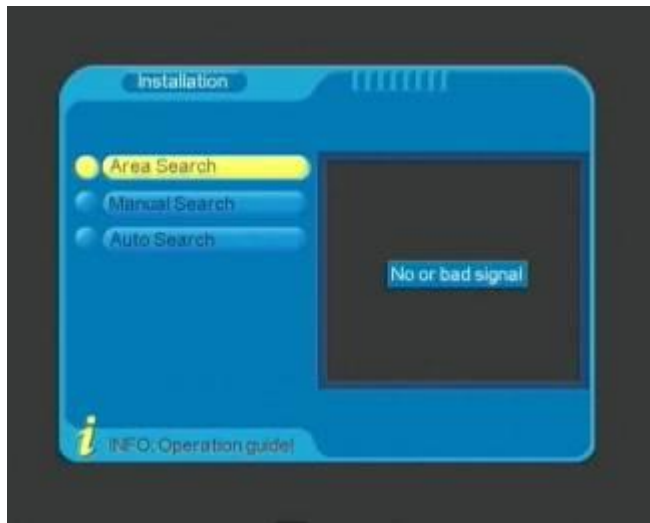 Installation
Area Search
Manual Search
Auto Search
No or bad signal
i INFO: Operation guide!